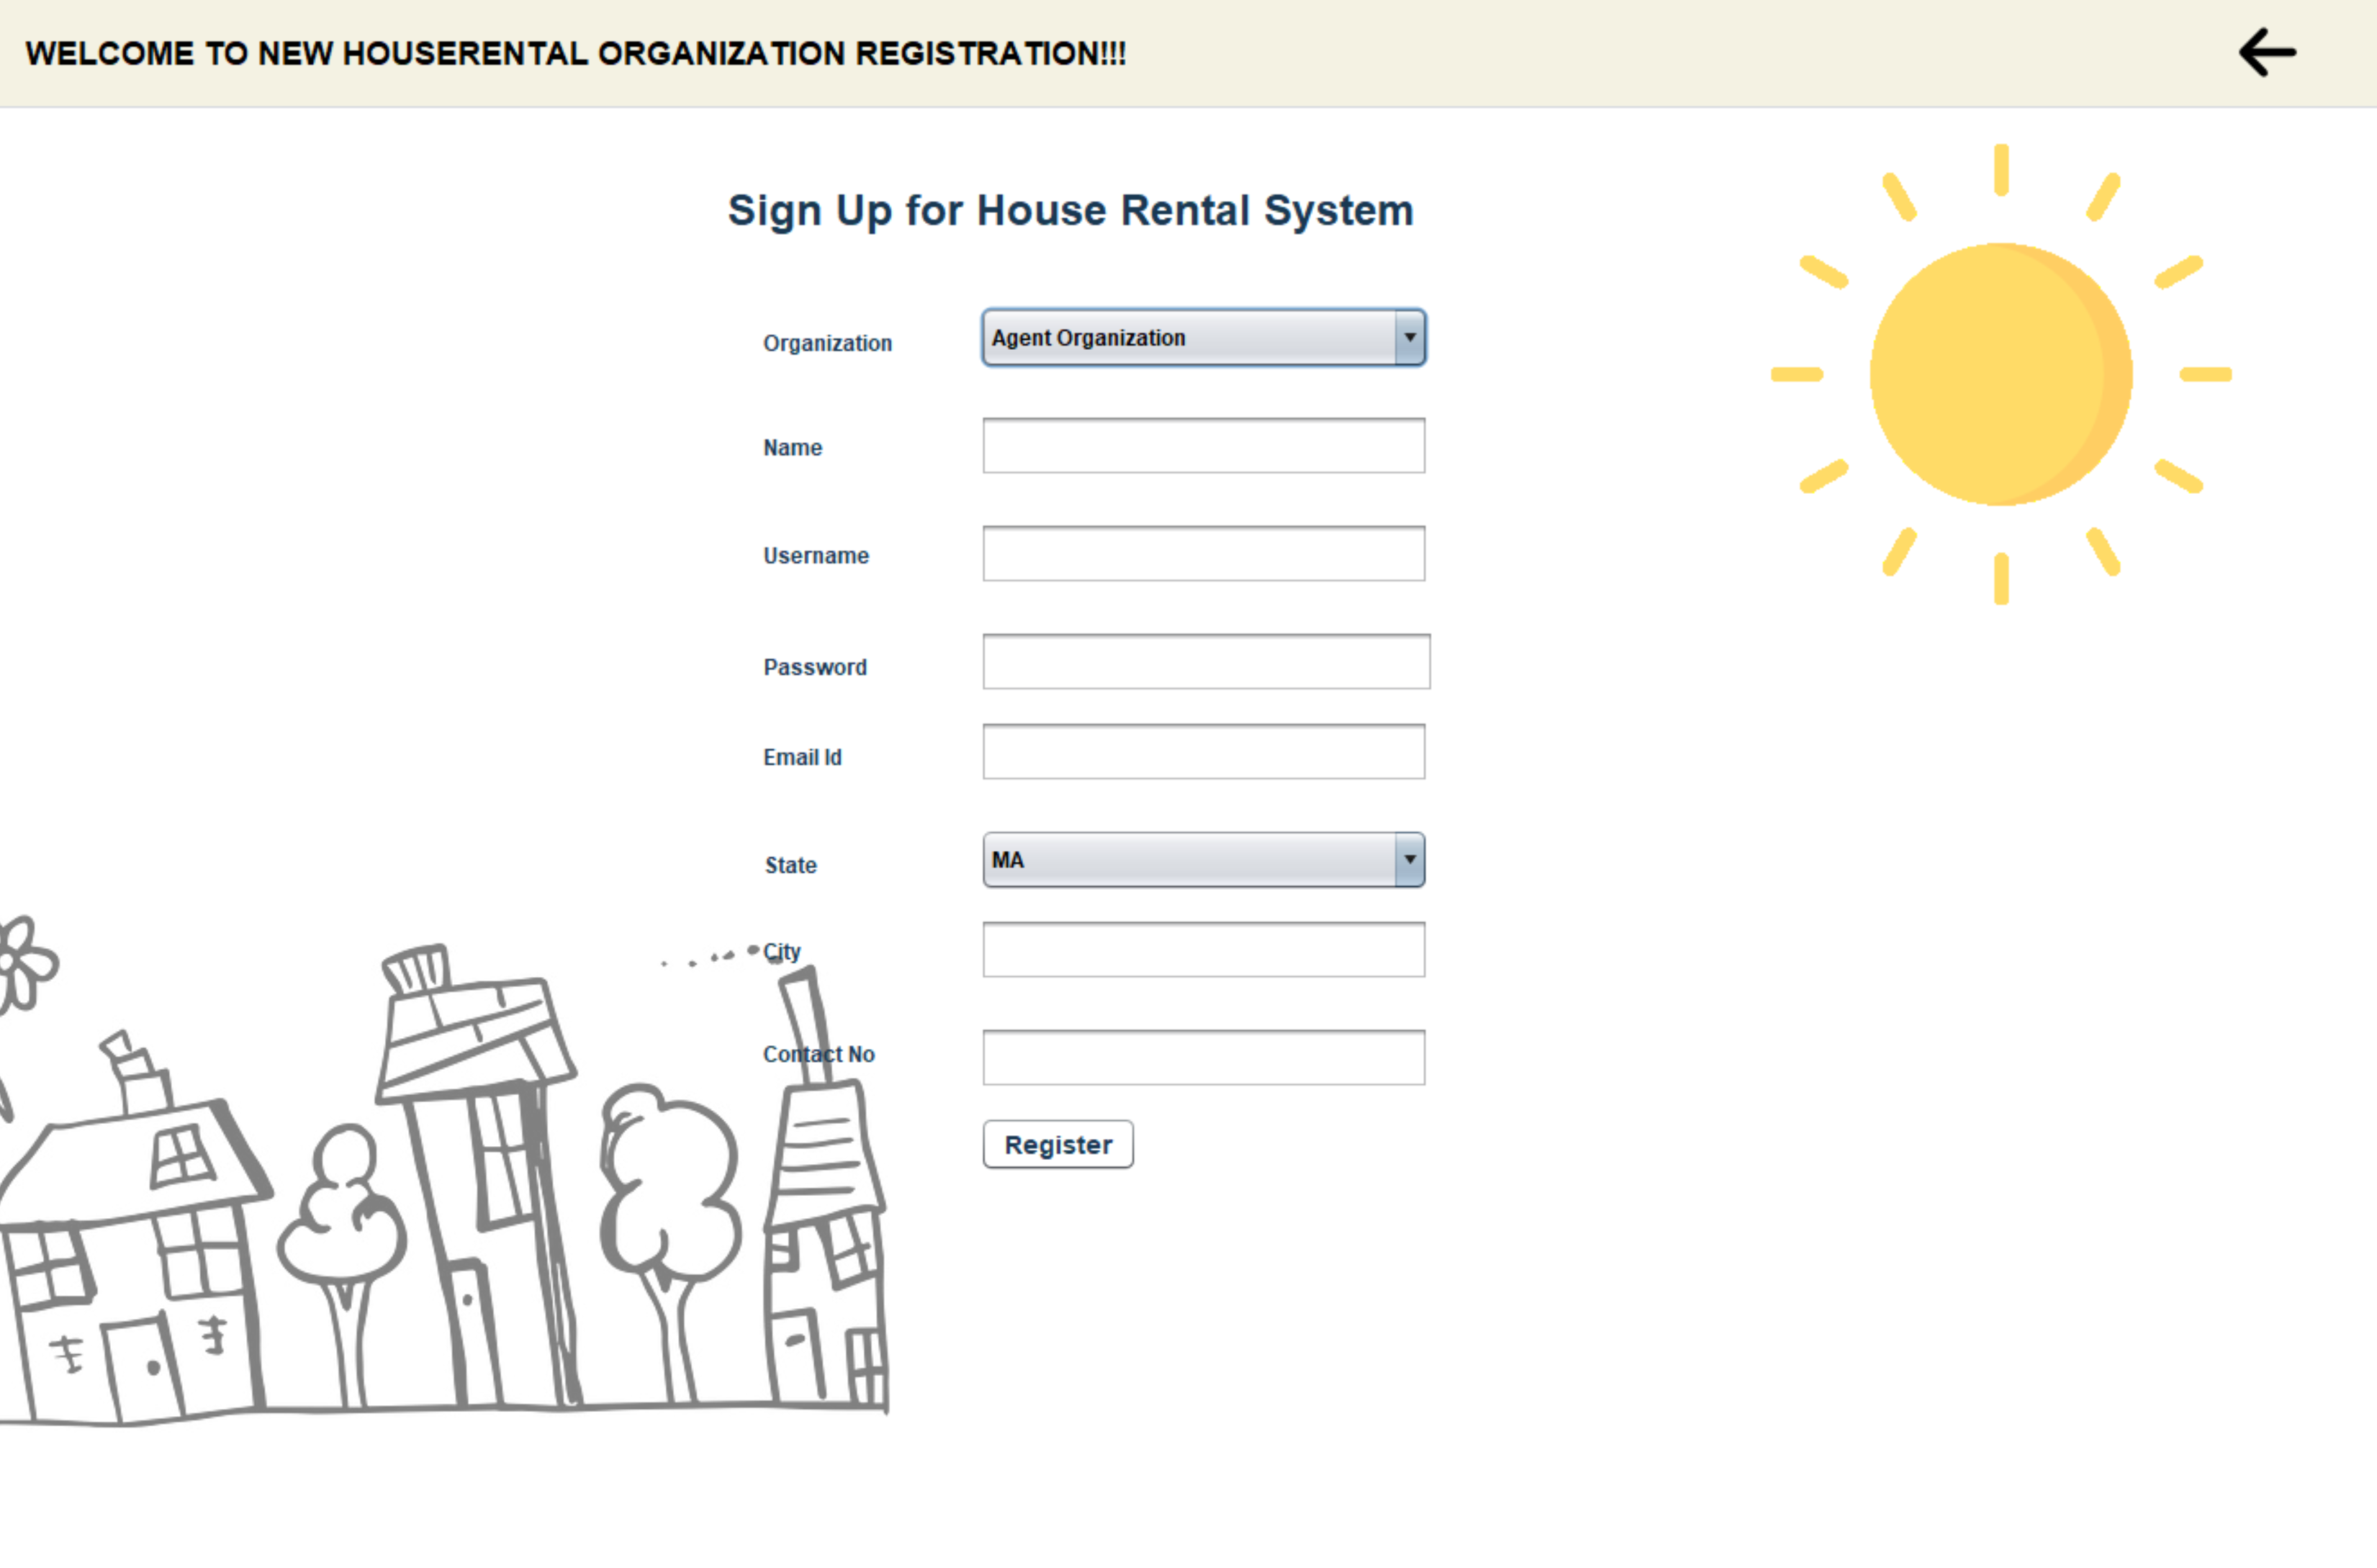 WELCOME TO NEW HOUSERENTAL ORGANIZATION REGISTRATION!!!
Sign Up for House Rental System
Organization Agent Organization
Name
Username
Password
Email Id
State MA
City
Contact No
Register